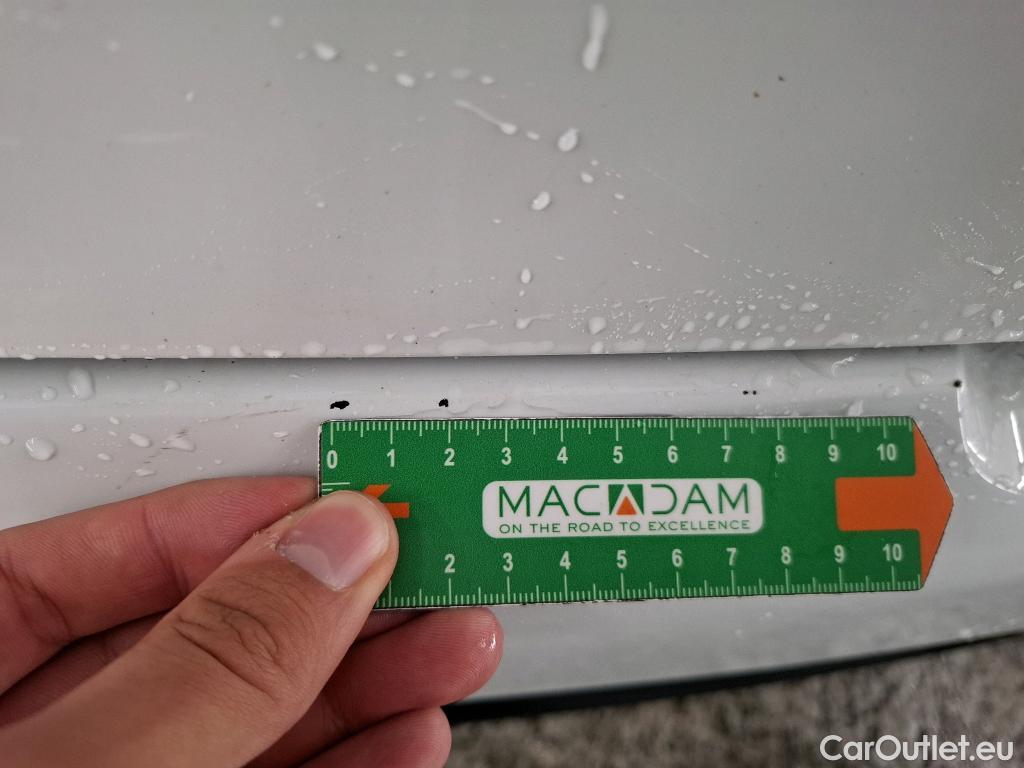 0 1 2 3 4 5 6 7 8 9 10
MACADAM
ON THE ROAD TO EXCELLENCE
2 3 4 5 6 7 8 9 10
CarOutlet.eu